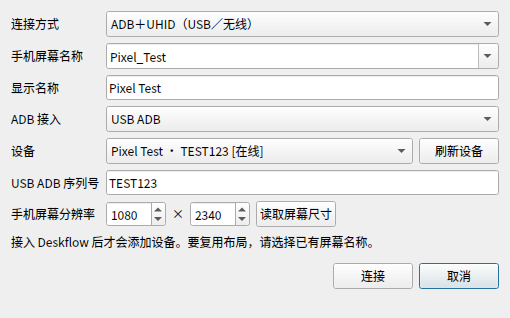 连接方式 ADB＋UHID（USB／无线）
手机屏幕名称 Pixel_Test
显示名称 Pixel Test
ADB 接入 USB ADB
设备 Pixel Test · TEST123 [在线] 刷新设备
USB ADB 序列号 TEST123
手机屏幕分辨率 1080 × 2340 读取屏幕尺寸
接入 Deskflow 后才会添加设备。要复用布局，请选择已有屏幕名称。
连接 取消